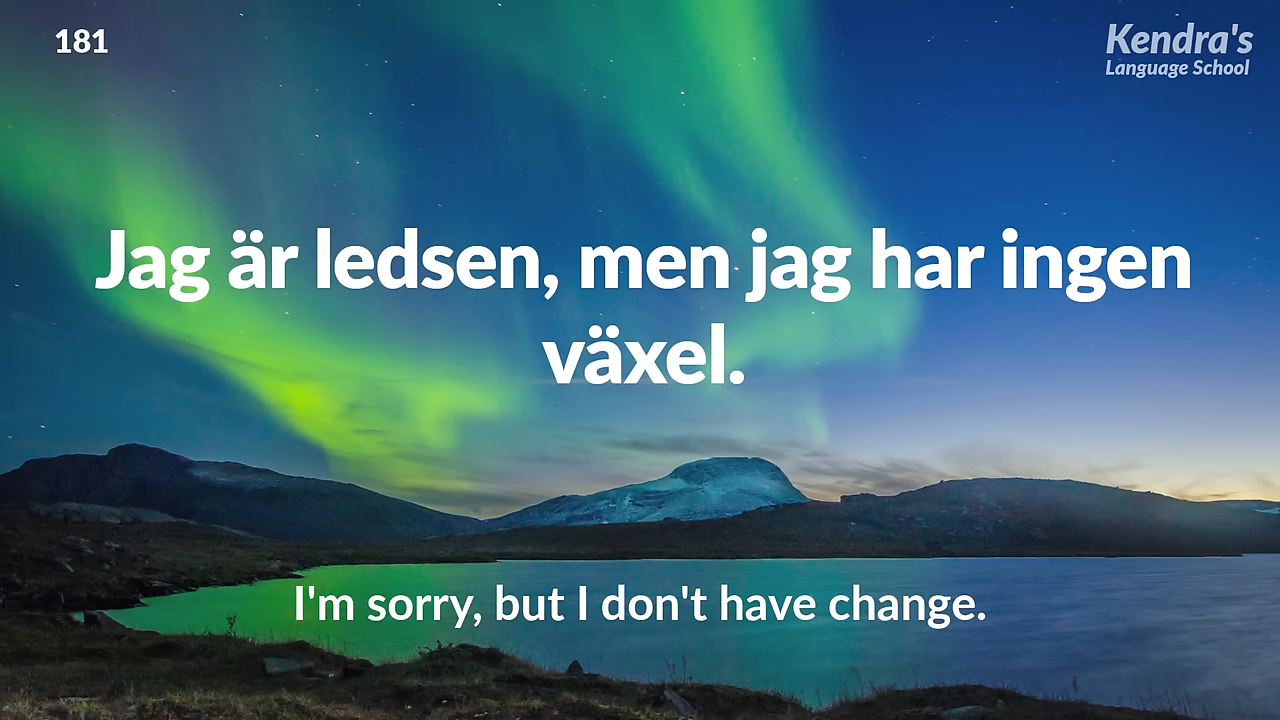 181
Kendra's
Language School
Jag är ledsen, men jag har ingen
växel.
I'm sorry, but I don't have change.